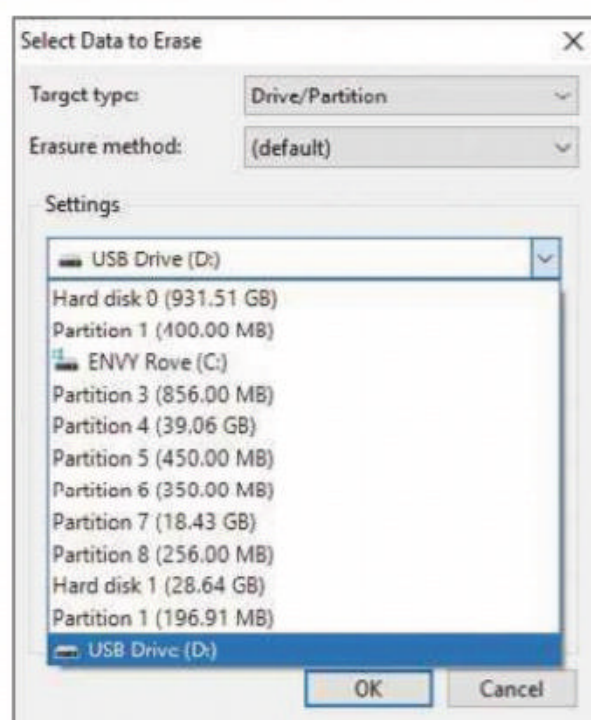 Select Data to Erase
Target type: Drive/Partition
Erasure method: (default)
Settings
USB Drive (D:)
Hard disk 0 (931.51 GB)
Partition 1 (400.00 MB)
ENVY Rove (C:)
Partition 3 (856.00 MB)
Partition 4 (39.06 GB)
Partition 5 (450.00 MB)
Partition 6 (350.00 MB)
Partition 7 (18.43 GB)
Partition 8 (256.00 MB)
Hard disk 1 (28.64 GB)
Partition 1 (196.91 MB)
USB Drive (D:)
OK Cancel